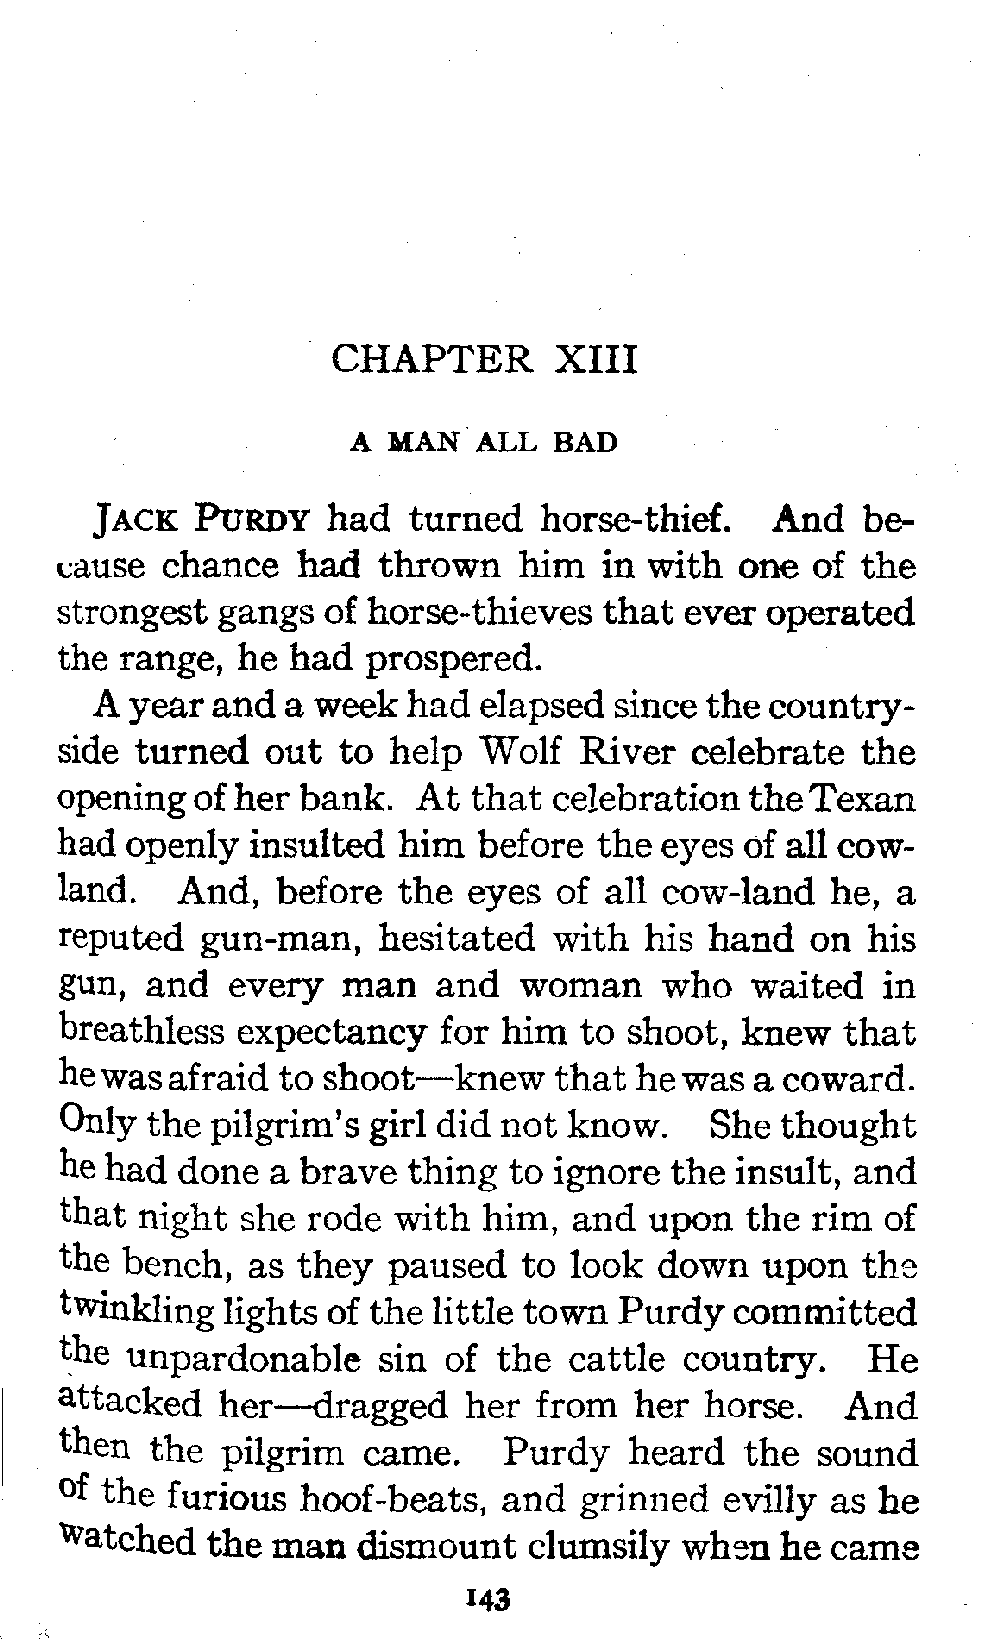 CHAPTER XIII
A MAN ALL BAD
JACK PURDY had turned horse-thief. And be-
cause chance had thrown him in with one of the
strongest gangs of horse-thieves that ever operated
the range, he had prospered.
A year and a week had elapsed since the country-
side turned out to help Wolf River celebrate the
opening of her bank. At that celebration the Texan
had openly insulted him before the eyes of all cow-
land. And, before the eyes of all cow-land he, a
reputed gun-man, hesitated with his hand on his
gun, and every man and woman who waited in
breathless expectancy for him to shoot, knew that
he was afraid to shoot—knew that he was a coward.
Only the pilgrim's girl did not know. She thought
he had done a brave thing to ignore the insult, and
that night she rode with him, and upon the rim of
the bench, as they paused to look down upon the
twinkling lights of the little town Purdy committed
the unpardonable sin of the cattle country. He
attacked her—dragged her from her horse. And
then the pilgrim came. Purdy heard the sound
of the furious hoof-beats, and grinned evilly as he
watched the man dismount clumsily when he came
143